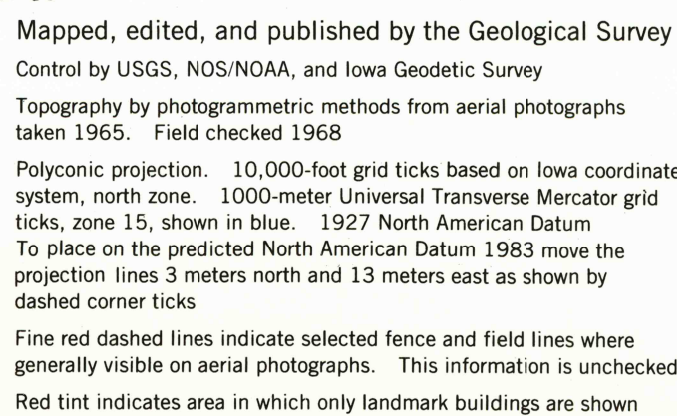 Mapped, edited, and published by the Geological Survey
Control by USGS, NOS/NOAA, and Iowa Geodetic Survey
Topography by photogrammetric methods from aerial photographs
taken 1965. Field checked 1968
Polyconic projection. 10,000-foot grid ticks based on Iowa coordinate
system, north zone. 1000-meter Universal Transverse Mercator grid
ticks, zone 15, shown in blue. 1927 North American Datum
To place on the predicted North American Datum 1983 move the
projection lines 3 meters north and 13 meters east as shown by
dashed corner ticks
Fine red dashed lines indicate selected fence and field lines where
generally visible on aerial photographs. This information is unchecked
Red tint indicates area in which only landmark buildings are shown